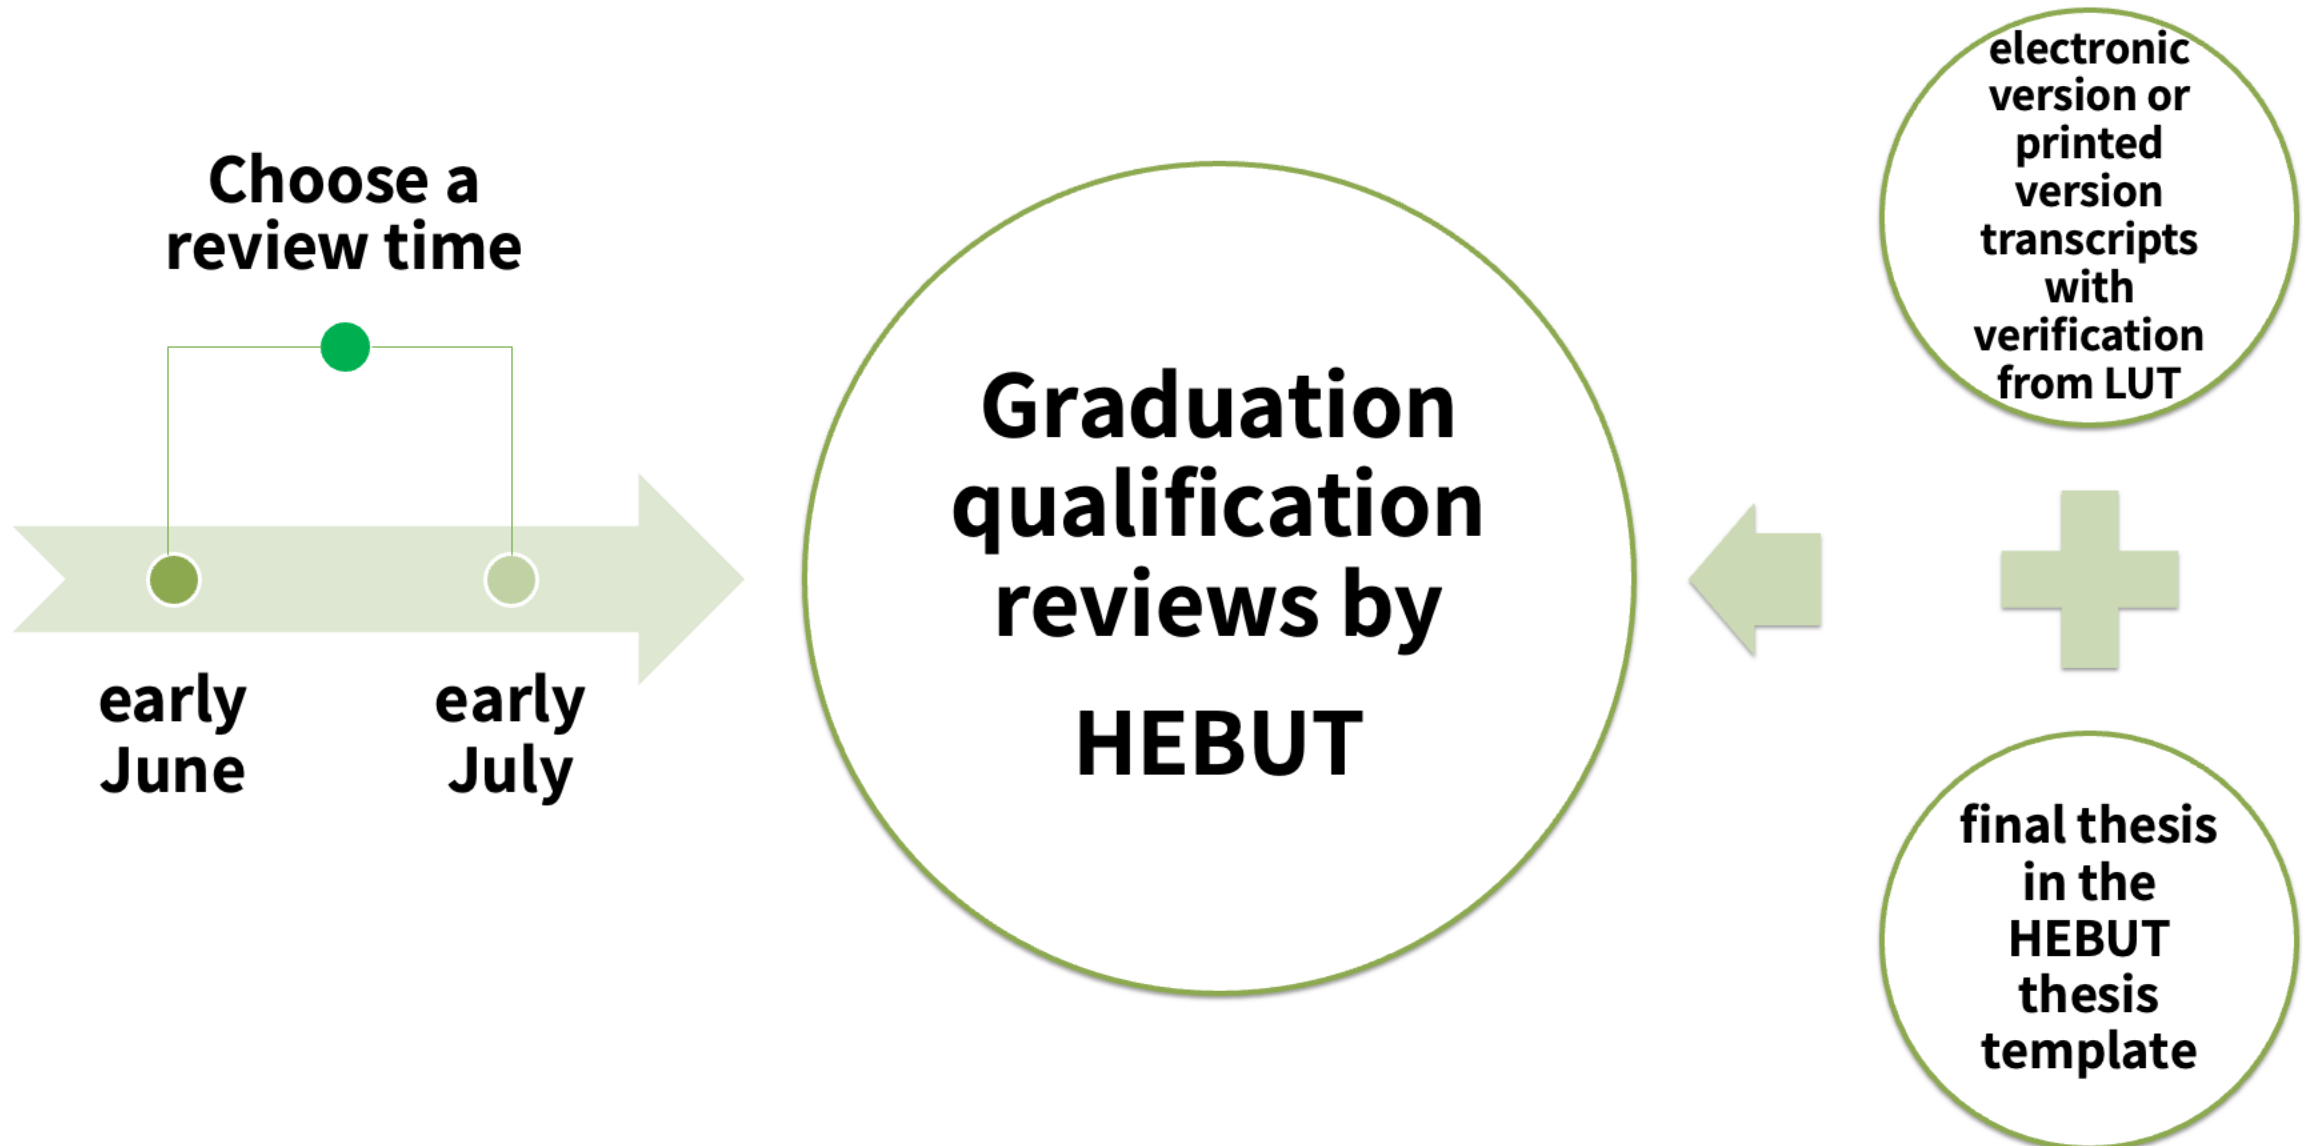 Choose a
review time
early
June
early
July
Graduation
qualification
reviews by
HEBUT
electronic
version or
printed
version
transcripts
with
verification
from LUT
final thesis
in the
HEBUT
thesis
template